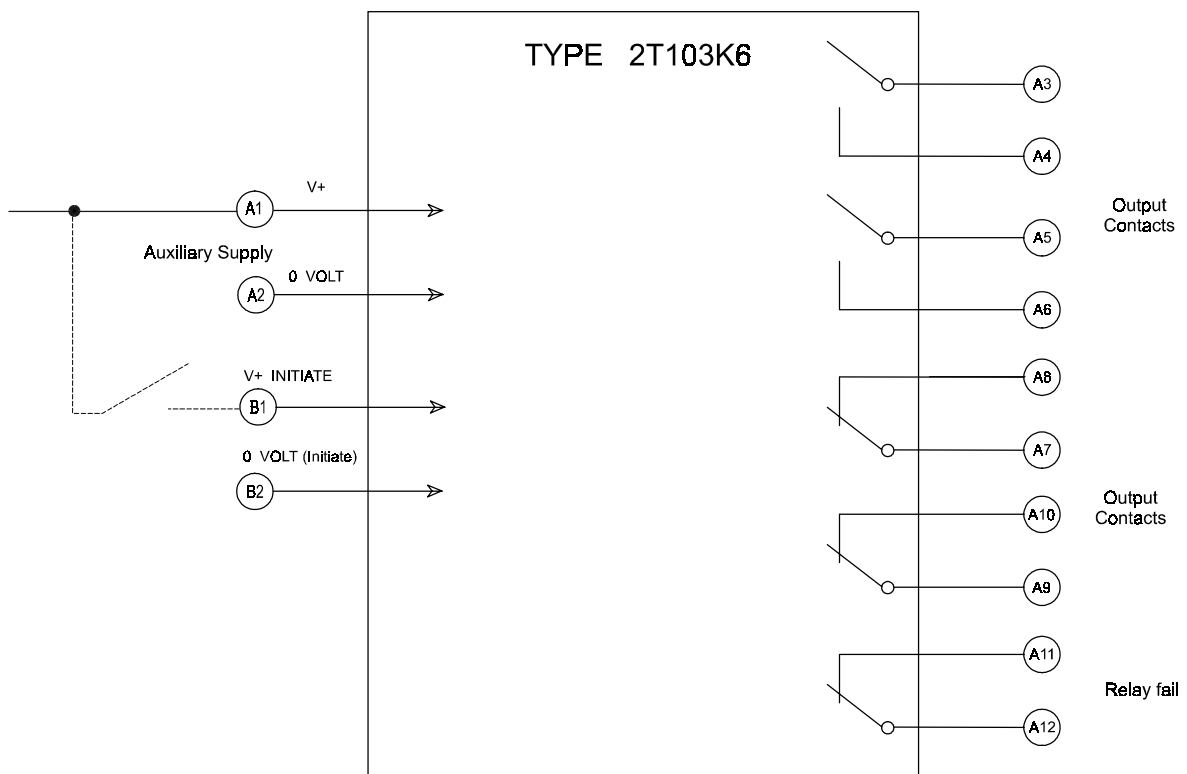 TYPE 2T103K6
A3
A4
Output
Contacts
A5
A6
V+
A1
Auxiliary Supply
0 VOLT
A2
V+ INITIATE
B1
0 VOLT (Initiate)
B2
A8
A7
Output
Contacts
A10
A9
A11
Relay fail
A12